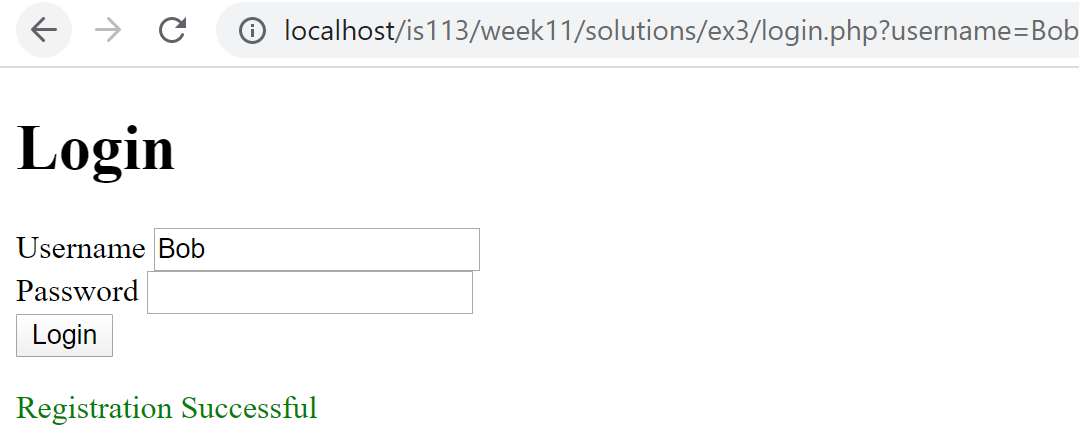 localhost/is113/week11/solutions/ex3/login.php?username=Bob
Login
Username Bob
Password
Login
Registration Successful